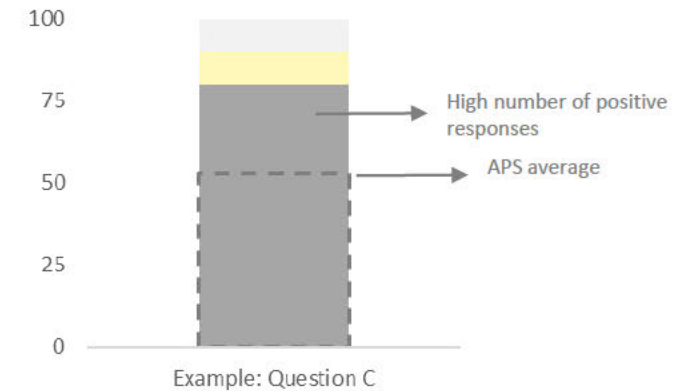 100
75
High number of positive
responses
APS average
50
25
0
Example: Question C